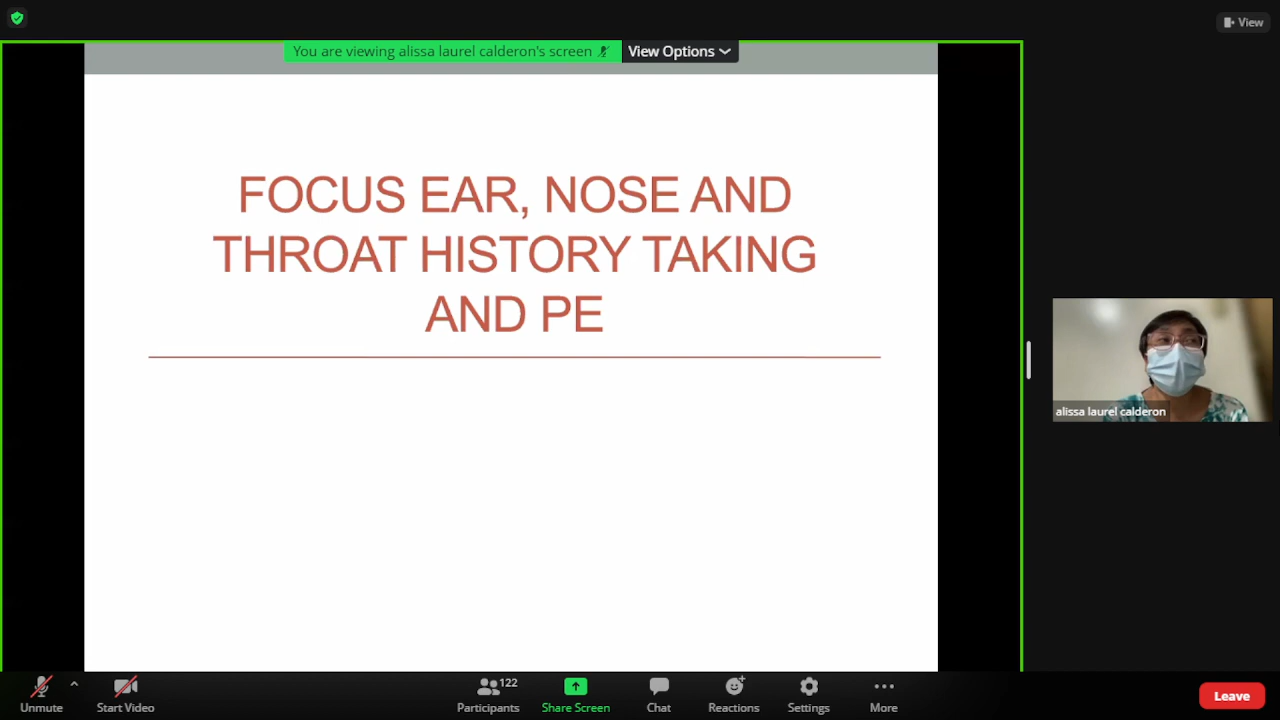 View
You are viewing alissa laurel calderon's screen
View Options
FOCUS EAR, NOSE AND
THROAT HISTORY TAKING
AND PE
alissa laurel calderon
Unmute
Start Video
Participants
122
Share Screen
Chat
Reactions
Settings
More
Leave